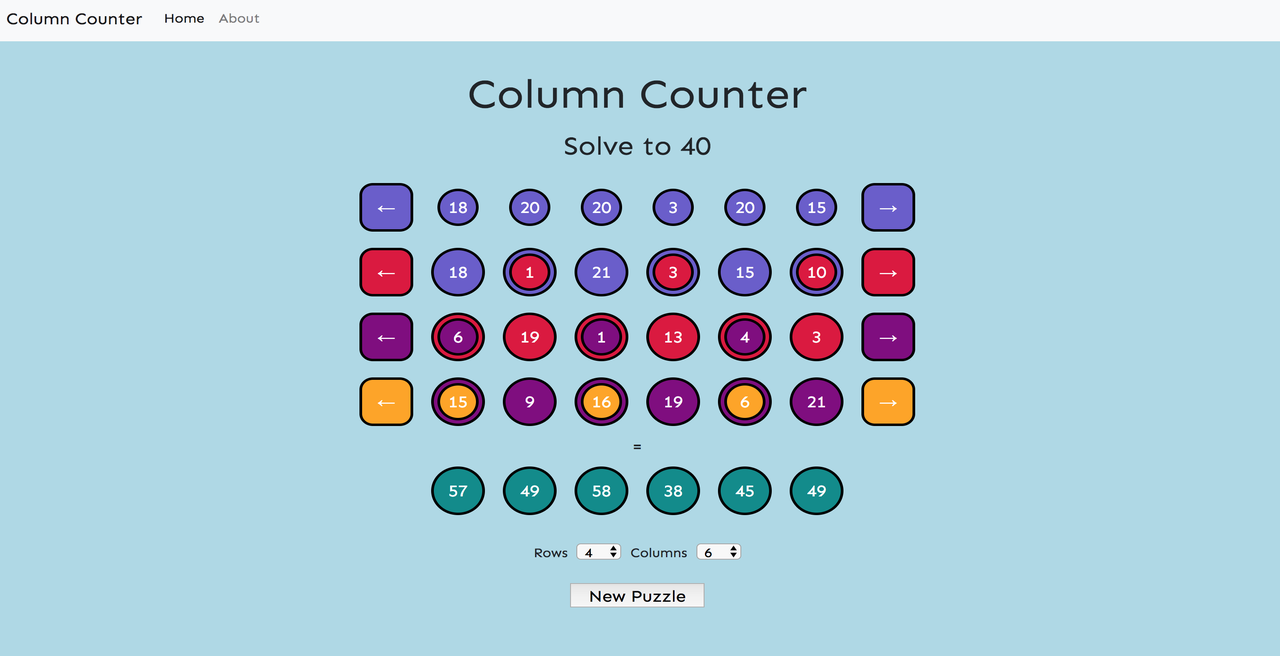 Column Counter Home About
Column Counter
Solve to 40
← 18 20 20 3 20 15 →
← 18 1 21 3 15 10 →
← 6 19 1 13 4 3 →
← 15 9 16 19 6 21 →
=
57 49 58 38 45 49
Rows 4 Columns 6
New Puzzle